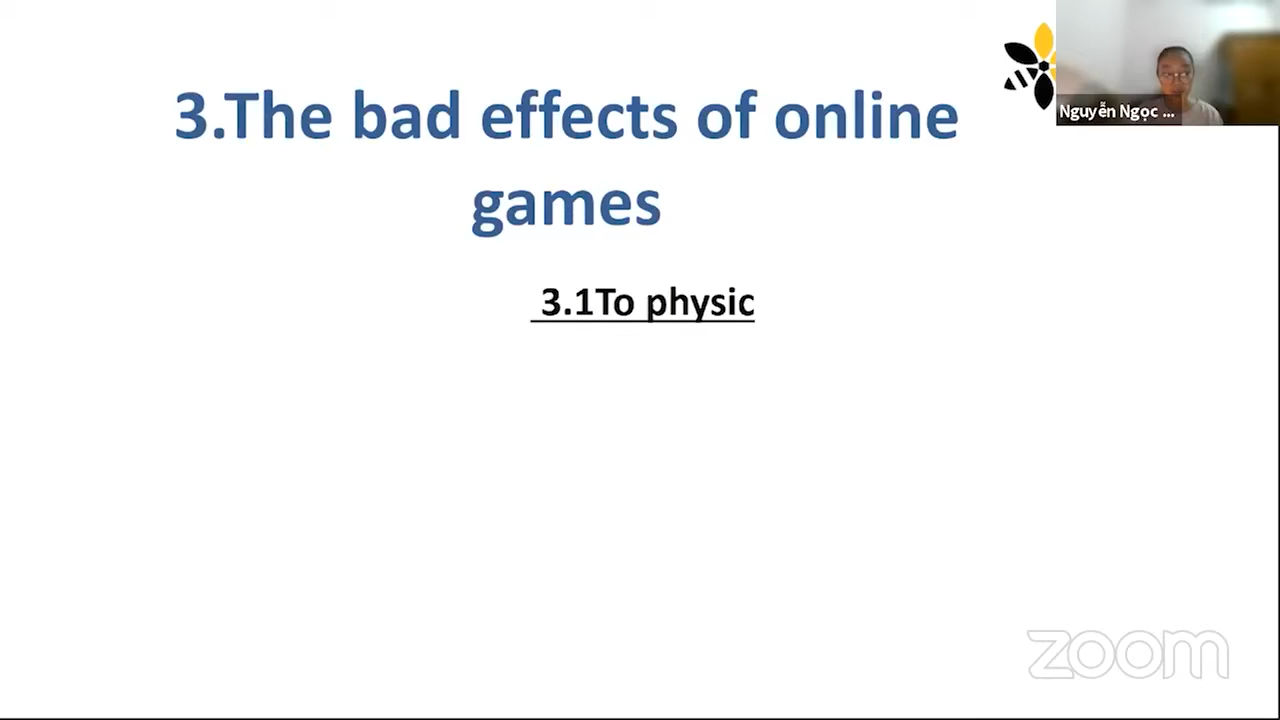 3.The bad effects of online
games
3.1To physic
Nguyễn Ngọc ...
zoom